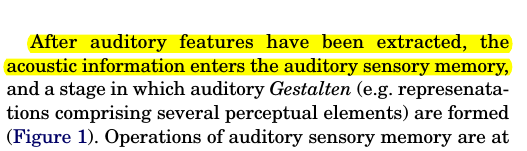 After auditory features have been extracted, the
acoustic information enters the auditory sensory memory,
and a stage in which auditory Gestalten (e.g. represenata-
tions comprising several perceptual elements) are formed
(Figure 1). Operations of auditory sensory memory are at